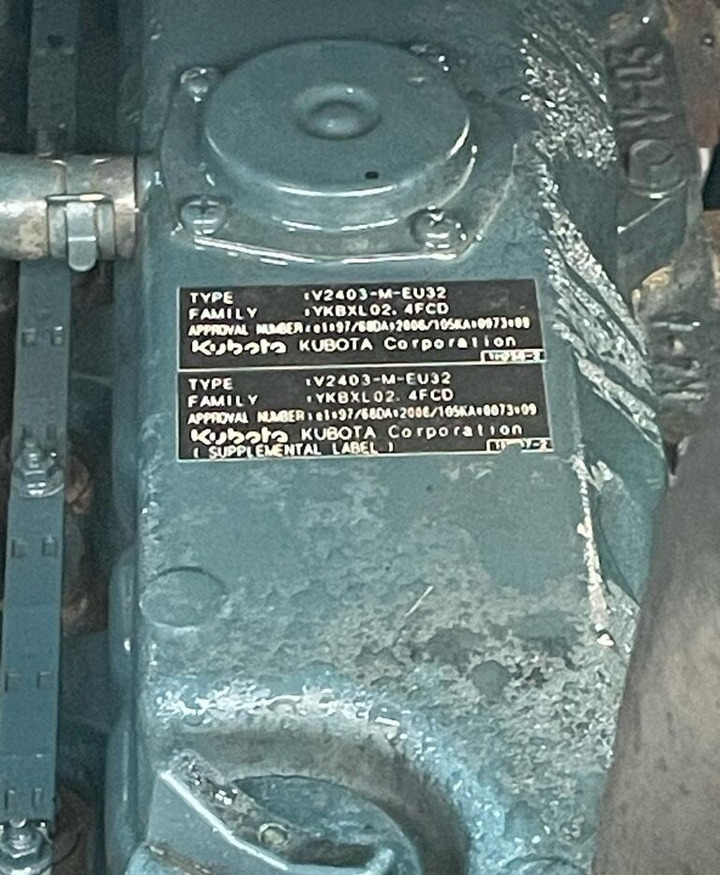 TYPE :V2403-M-EU32
FAMILY :YKBXL02.4FCD
APPROVAL NUMBER:e1*97/68DA*2006/105KA*0073*09
Kubota KUBOTA Corporation
TYPE :V2403-M-EU32
FAMILY :YKBXL02.4FCD
APPROVAL NUMBER:e1*97/68DA*2006/105KA*0073*09
Kubota KUBOTA Corporation
( SUPPLEMENTAL LABEL )